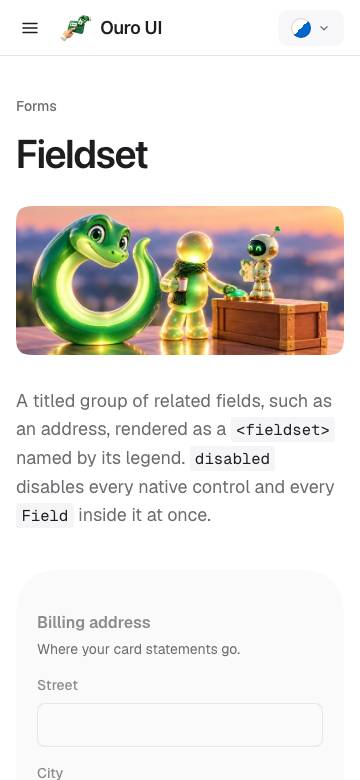 Ouro UI
Forms
Fieldset
A titled group of related fields, such as
an address, rendered as a <fieldset>
named by its legend. disabled
disables every native control and every
Field inside it at once.
Billing address
Where your card statements go.
Street
City